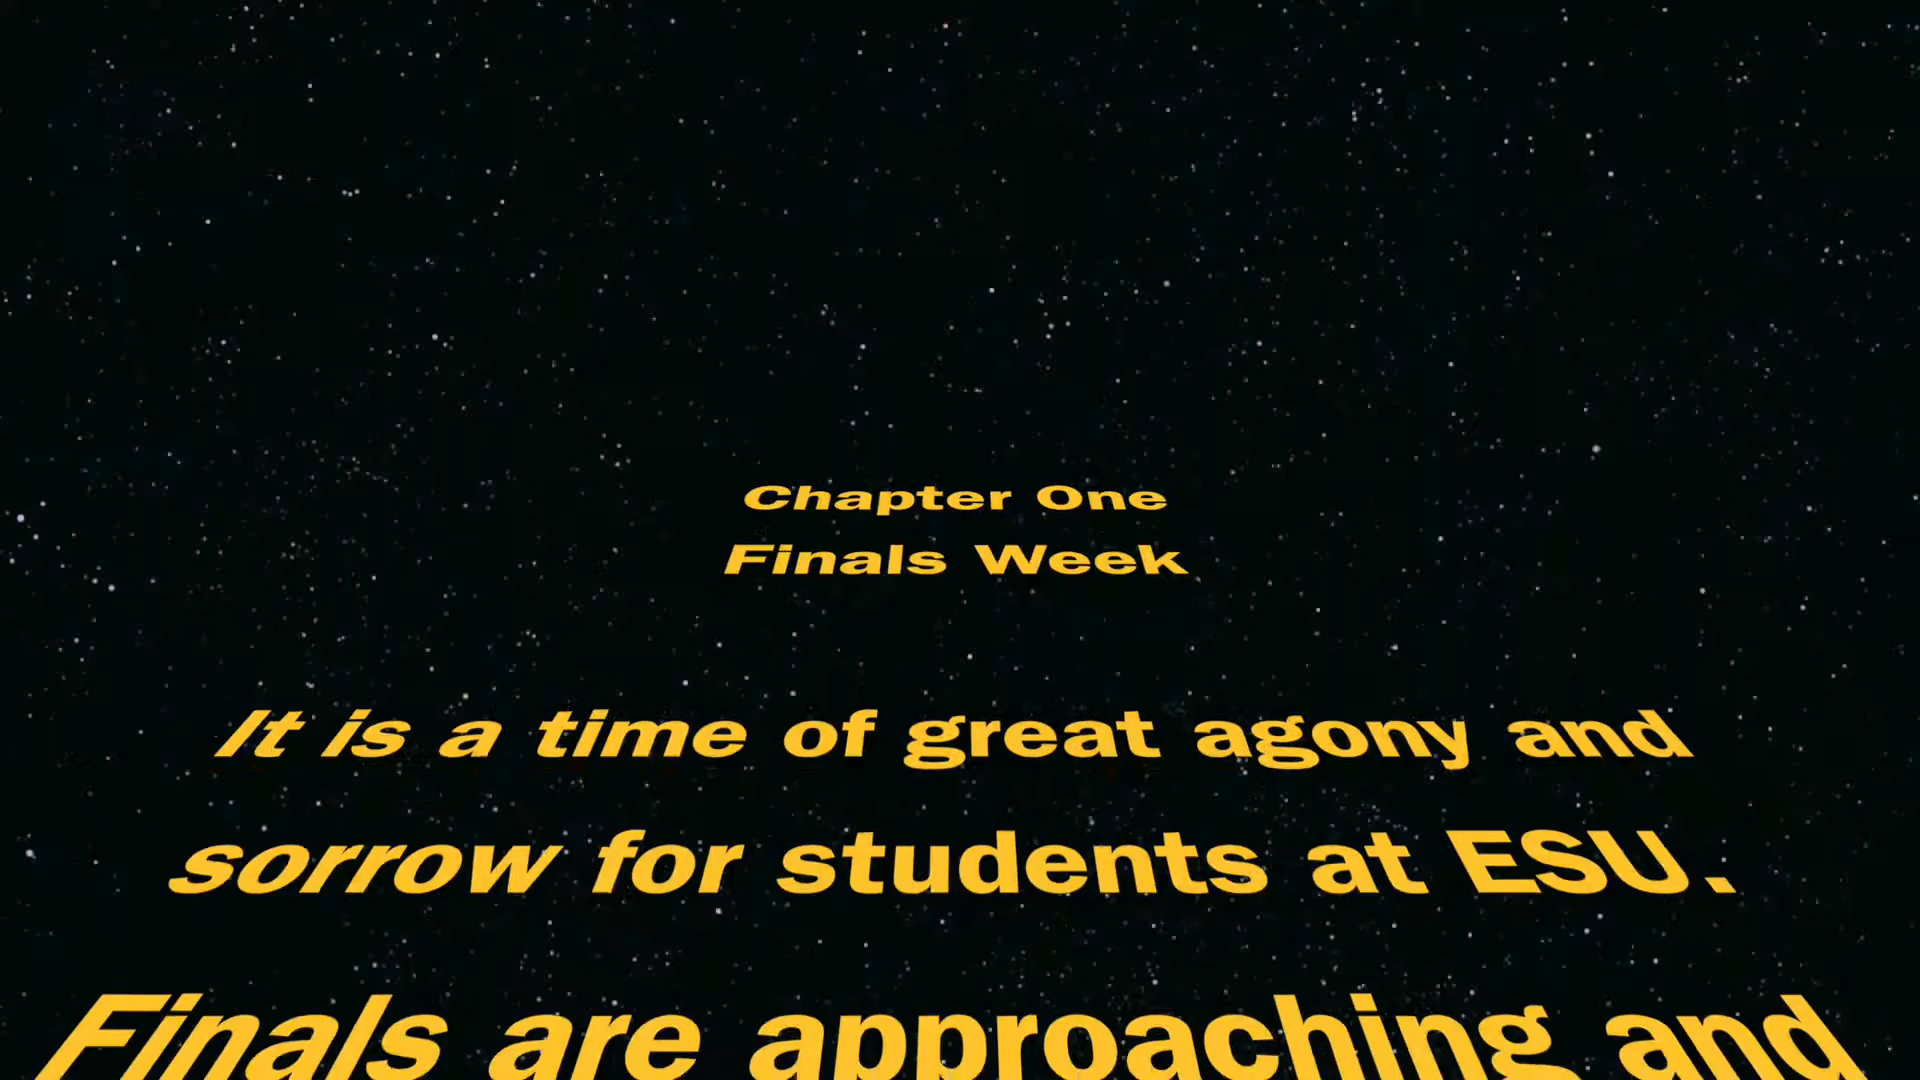 Chapter One
Finals Week
It is a time of great agony and
sorrow for students at ESU.
Finals are approaching and